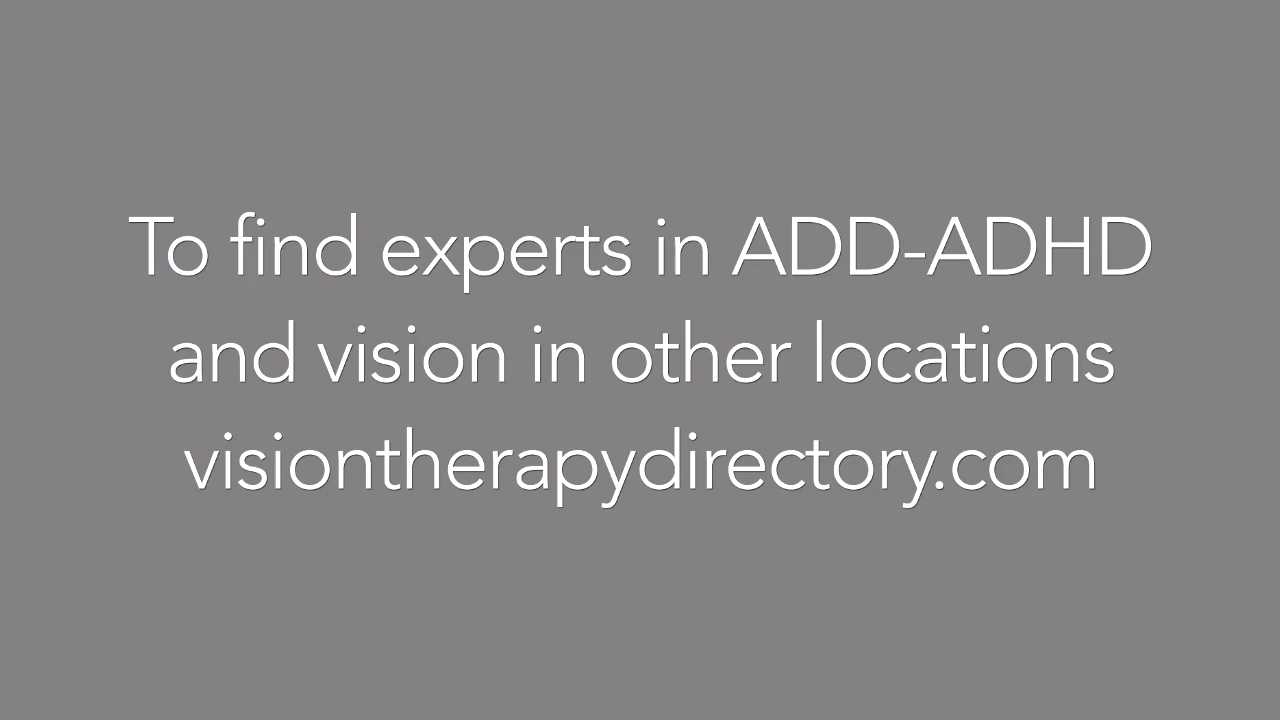 To find experts in ADD-ADHD
and vision in other locations
visiontherapydirectory.com